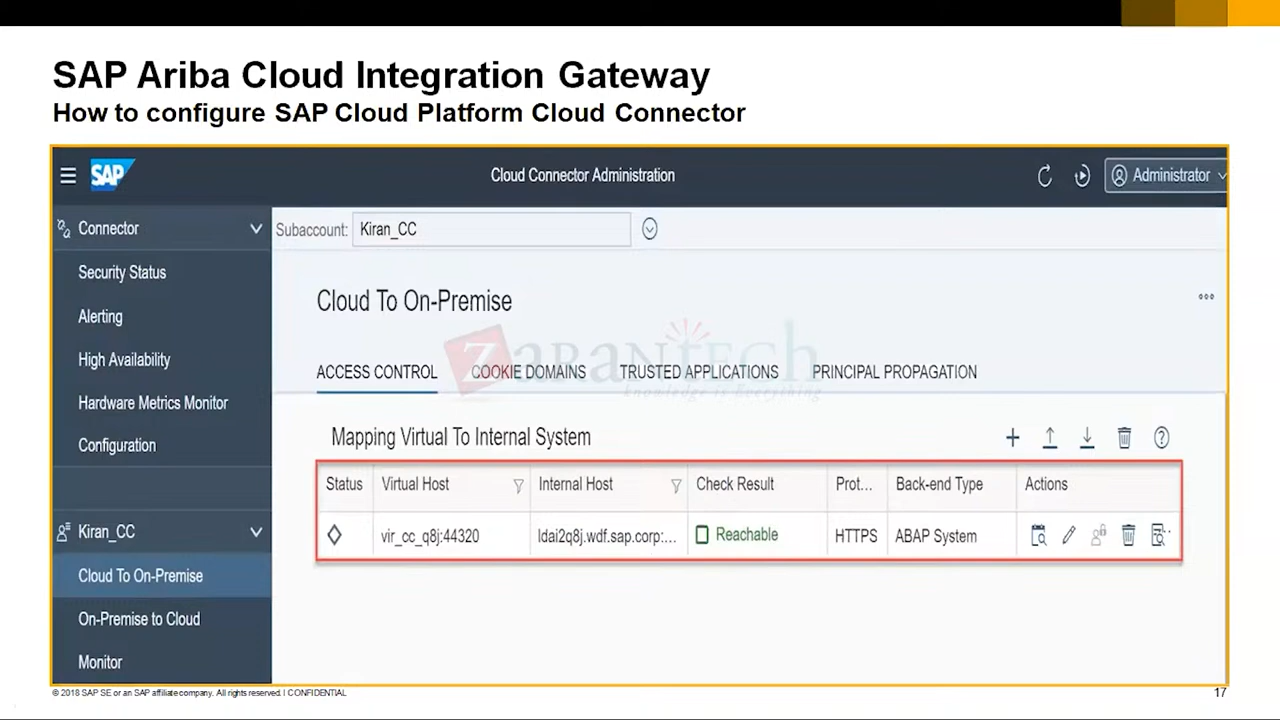 SAP Ariba Cloud Integration Gateway
How to configure SAP Cloud Platform Cloud Connector
SAP
Cloud Connector Administration
Administrator
Connector
Subaccount: Kiran_CC
Security Status
Alerting
High Availability
Hardware Metrics Monitor
Configuration
Kiran_CC
Cloud To On-Premise
On-Premise to Cloud
Monitor
Cloud To On-Premise
ZaranTech
Knowledge is Everything
ACCESS CONTROL COOKIE DOMAINS TRUSTED APPLICATIONS PRINCIPAL PROPAGATION
Mapping Virtual To Internal System
Status Virtual Host Internal Host Check Result Prot... Back-end Type Actions
vir_cc_q8j:44320 ldai2q8j.wdf.sap.corp:... Reachable HTTPS ABAP System
© 2018 SAP SE or an SAP affiliate company. All rights reserved. I CONFIDENTIAL
17